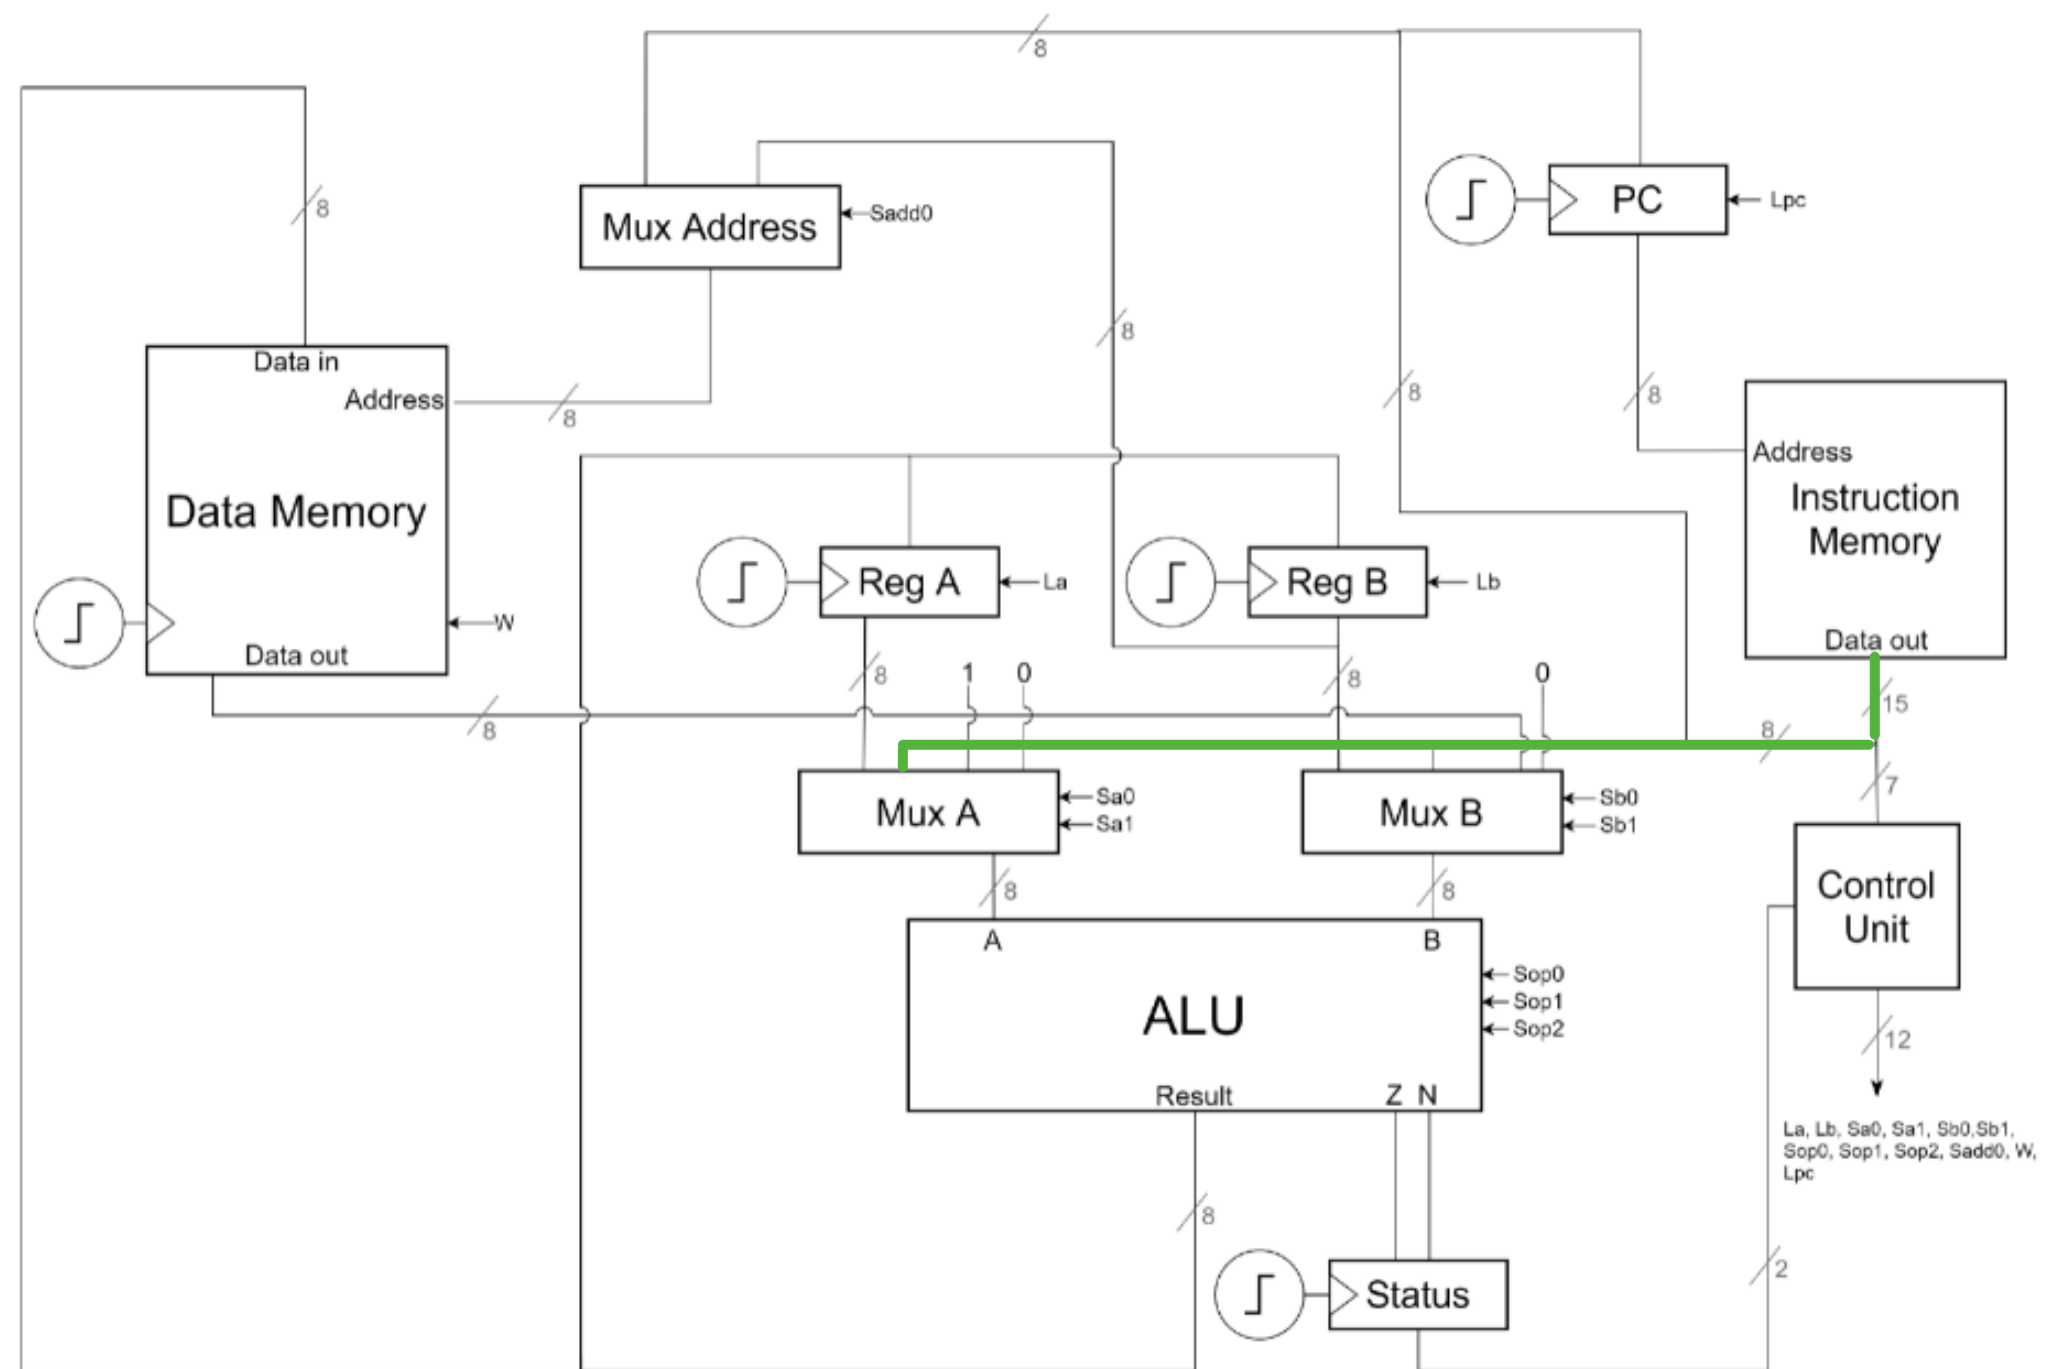 8
8
Mux Address
Sadd0
PC
Lpc
8
Data in
Address
8
8
8
Address
Data Memory
Instruction
Memory
Reg A
La
Reg B
Lb
W
Data out
Data out
8
1
0
8
0
15
8
8
7
Mux A
Sa0
Sa1
Mux B
Sb0
Sb1
8
8
Control
Unit
A
B
ALU
Sop0
Sop1
Sop2
12
Result
Z
N
La, Lb, Sa0, Sa1, Sb0,Sb1,
Sop0, Sop1, Sop2, Sadd0, W,
Lpc
8
2
Status